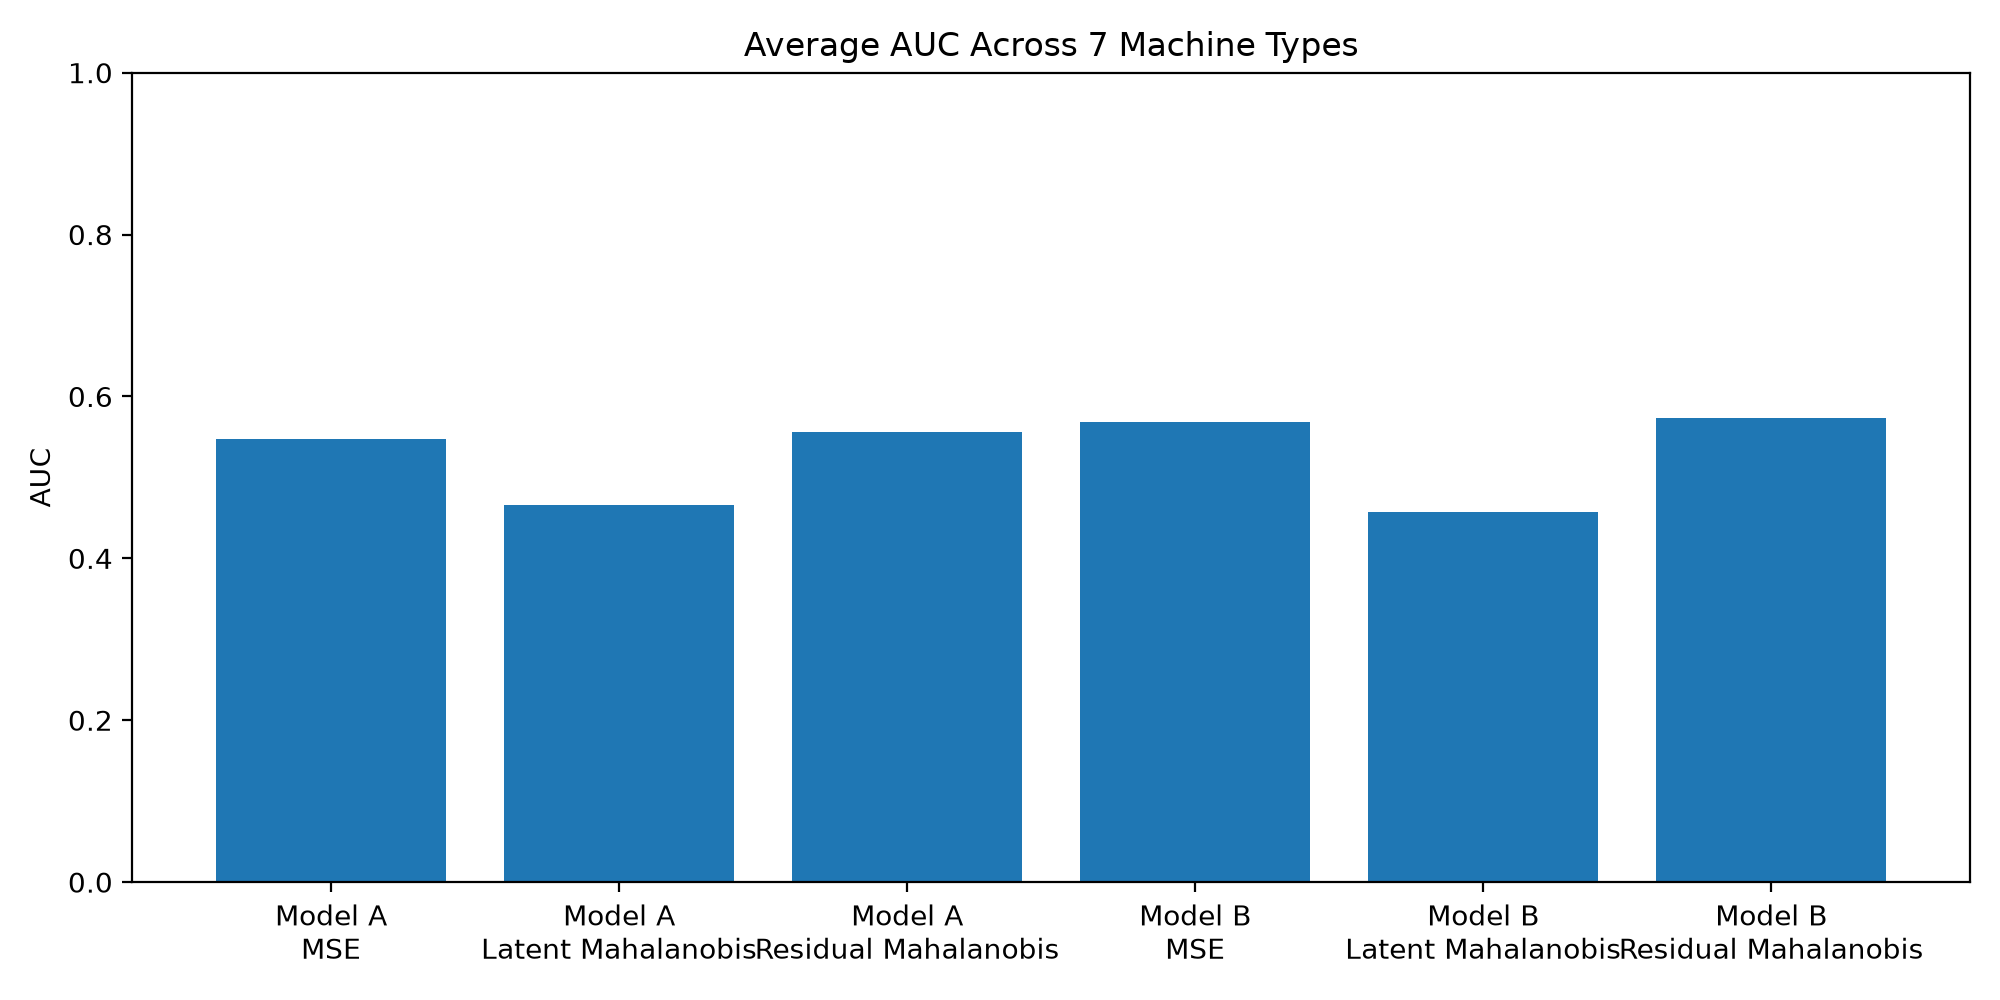 Average AUC Across 7 Machine Types
AUC
1.0
0.8
0.6
0.4
0.2
0.0
Model A
MSE
Model A
Latent Mahalanobis
Model A
Residual Mahalanobis
Model B
MSE
Model B
Latent Mahalanobis
Model B
Residual Mahalanobis